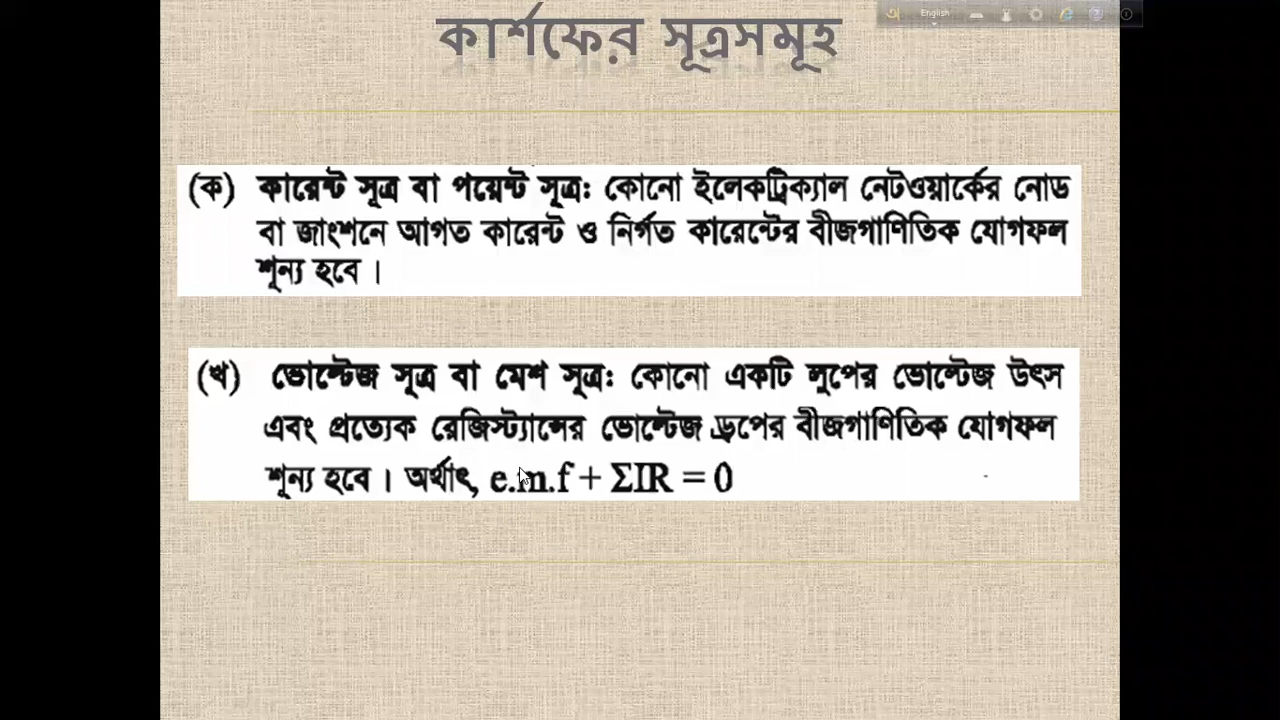 English
কার্শফের সূত্রসমূহ
(ক) কারেন্ট সূত্র বা পয়েন্ট সূত্র: কোনো ইলেকট্রিক্যাল নেটওয়ার্কের নোড
বা জাংশনে আগত কারেন্ট ও নির্গত কারেন্টের বীজগাণিতিক যোগফল
শূন্য হবে ।
(খ) ভোল্টেজ সূত্র বা মেশ সূত্র: কোনো একটি লুপের ভোল্টেজ উৎস
এবং প্রত্যেক রেজিস্ট্যান্সের ভোল্টেজ ড্রপের বীজগাণিতিক যোগফল
শূন্য হবে । অর্থাৎ, e.m.f + ΣIR = 0